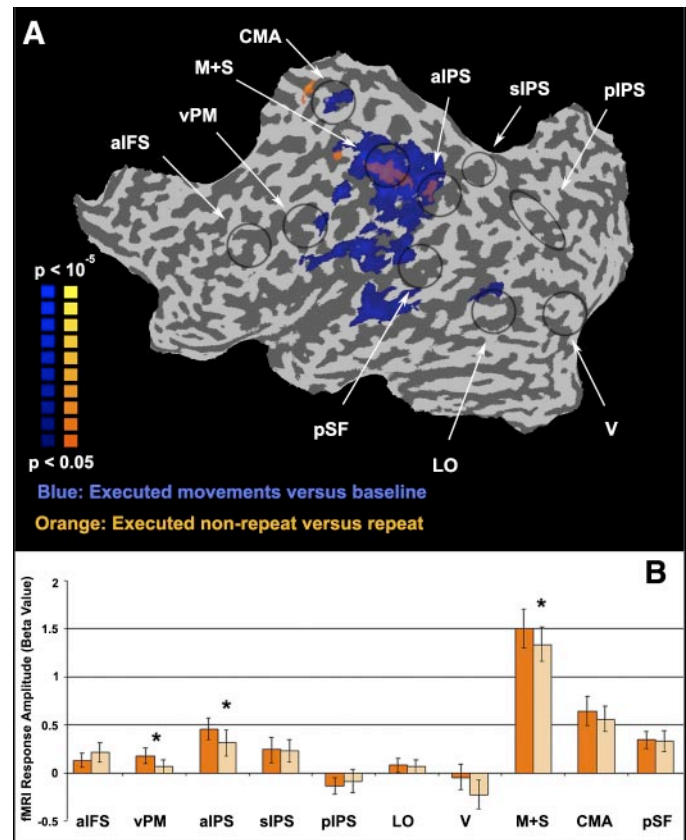 A
CMA
M+S
aIPS
sIPS
pIPS
vPM
aIFS
p < 10⁻⁵
p < 0.05
pSF
LO
V
Blue: Executed movements versus baseline
Orange: Executed non-repeat versus repeat
B
fMRI Response Amplitude (Beta Value)
2
1.5
1
0.5
0
-0.5
* * *
aIFS vPM aIPS sIPS pIPS LO V M+S CMA pSF